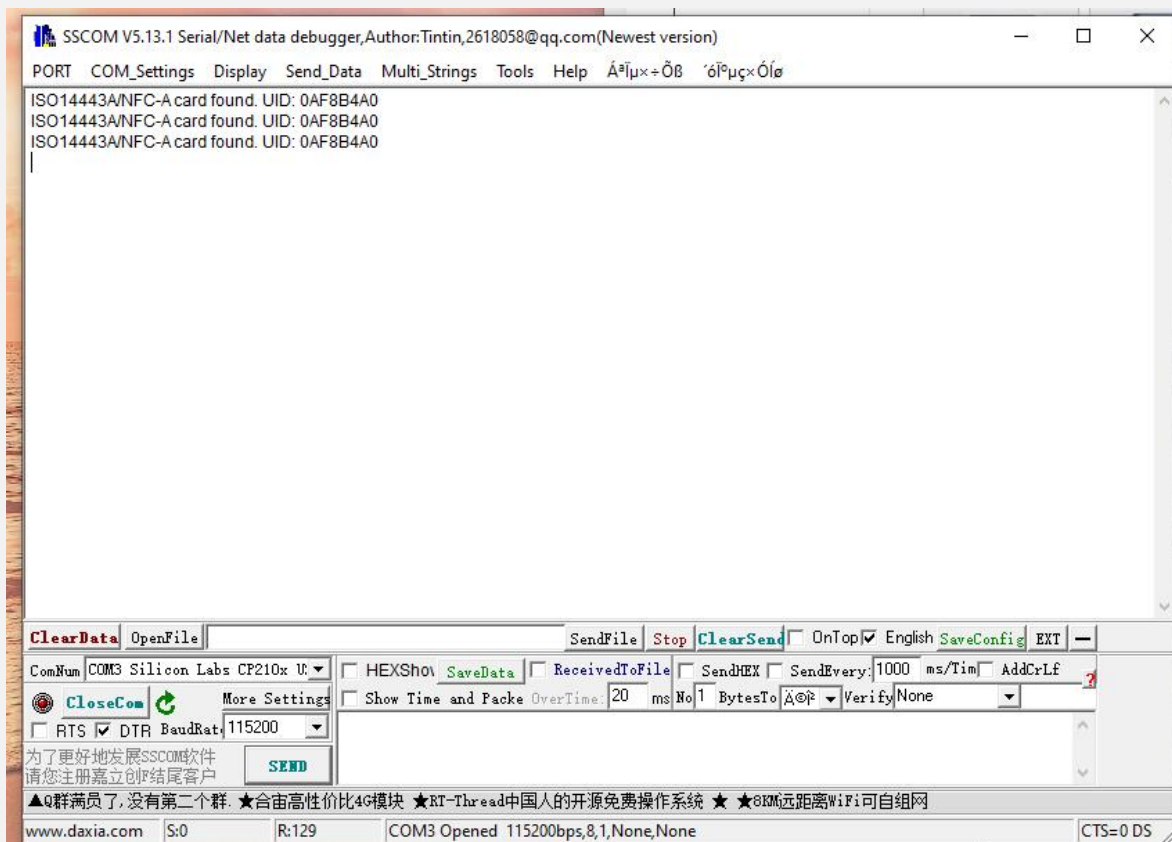 SSCOM V5.13.1 Serial/Net data debugger,Author:Tintin,2618058@qq.com(Newest version)
PORT COM_Settings Display Send_Data Multi_Strings Tools Help ÁªÏµ×÷Õß ´óÏºµç×ÓÍø
ISO14443A/NFC-A card found. UID: 0AF8B4A0
ISO14443A/NFC-A card found. UID: 0AF8B4A0
ISO14443A/NFC-A card found. UID: 0AF8B4A0
ClearData OpenFile SendFile Stop ClearSend OnTop English SaveConfig EXT —
ComNum COM3 Silicon Labs CP210x U HEXShow SaveData ReceivedToFile SendHEX SendEvery: 1000 ms/Tim AddCrLf ?
CloseCom More Settings Show Time and Packe OverTime: 20 ms No 1 BytesTo Verify None
RTS DTR BaudRat 115200
为了更好地发展SSCOM软件
请您注册嘉立创F结尾客户
SEND
▲Q群满员了,没有第二个群. ★合宙高性价比4G模块 ★RT-Thread中国人的开源免费操作系统 ★ ★8KM远距离WiFi可自组网
www.daxia.com S:0 R:129 COM3 Opened 115200bps,8,1,None,None CTS=0 DS